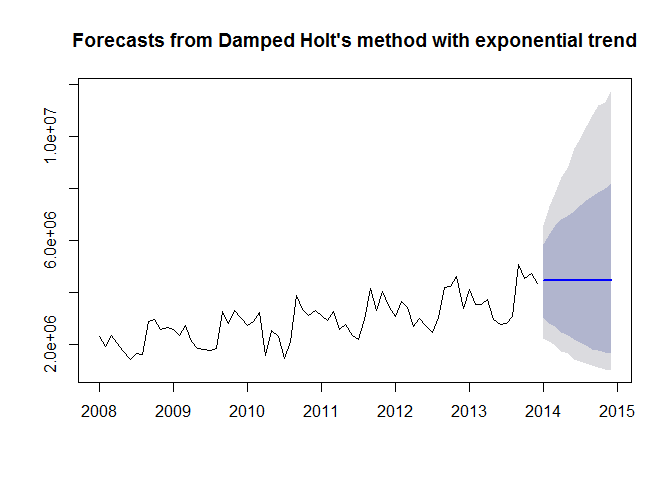 Forecasts from Damped Holt's method with exponential trend
1.0e+07
6.0e+06
2.0e+06
2008 2009 2010 2011 2012 2013 2014 2015